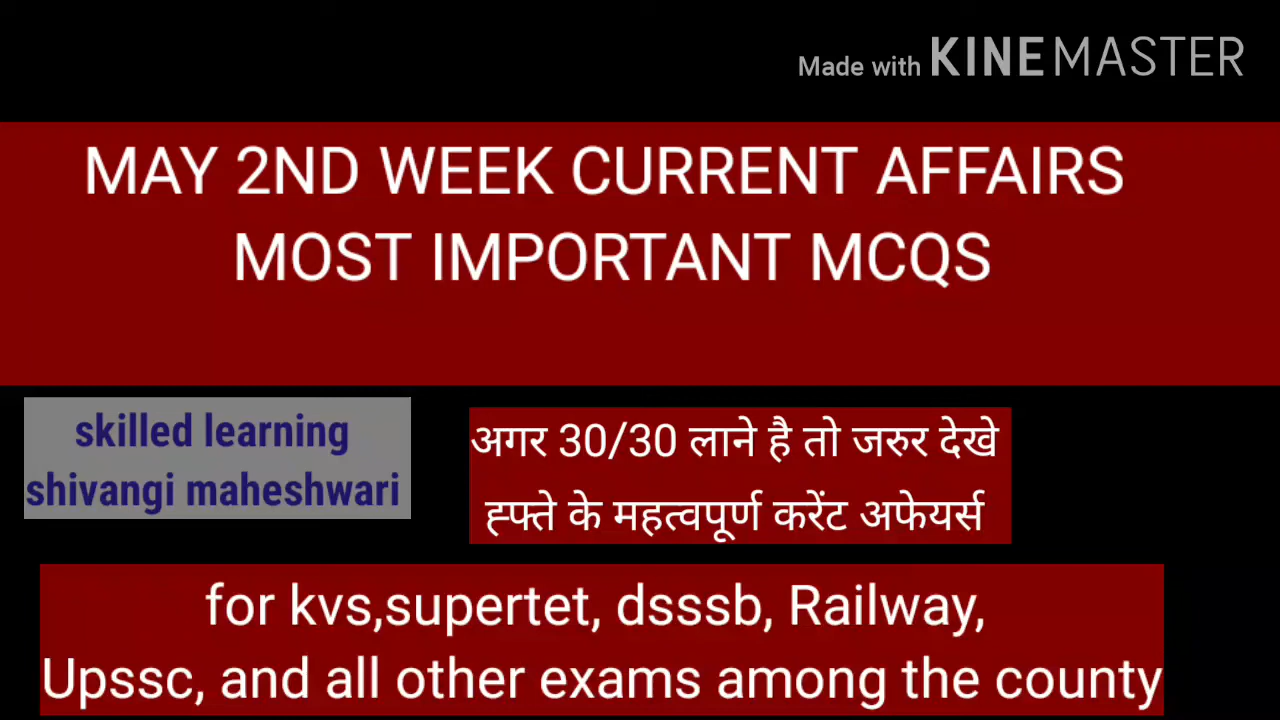 Made with KINEMASTER
MAY 2ND WEEK CURRENT AFFAIRS
MOST IMPORTANT MCQS
skilled learning
shivangi maheshwari
अगर 30/30 लाने है तो जरुर देखे
ह्फ्ते के महत्वपूर्ण करेंट अफेयर्स
for kvs,supertet, dsssb, Railway,
Upssc, and all other exams among the county